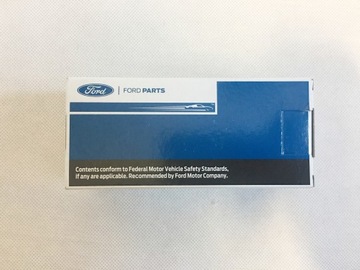 Ford | FORD PARTS
Contents conform to Federal Motor Vehicle Safety Standards,
If any are applicable. Recommended by Ford Motor Company.